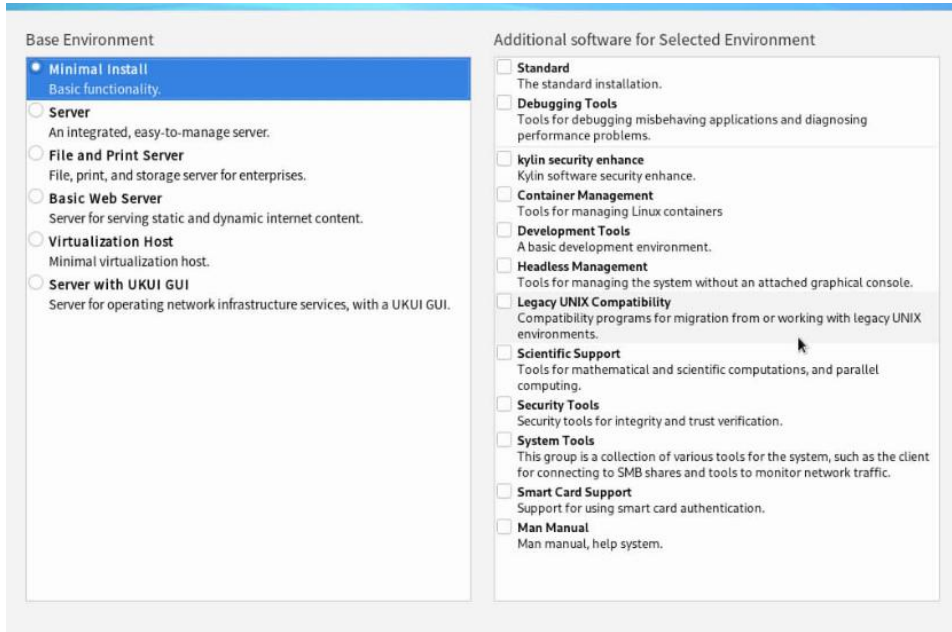 Base Environment
Minimal Install
Basic functionality.
Server
An integrated, easy-to-manage server.
File and Print Server
File, print, and storage server for enterprises.
Basic Web Server
Server for serving static and dynamic internet content.
Virtualization Host
Minimal virtualization host.
Server with UKUI GUI
Server for operating network infrastructure services, with a UKUI GUI.
Additional software for Selected Environment
Standard
The standard installation.
Debugging Tools
Tools for debugging misbehaving applications and diagnosing
performance problems.
kylin security enhance
Kylin software security enhance.
Container Management
Tools for managing Linux containers
Development Tools
A basic development environment.
Headless Management
Tools for managing the system without an attached graphical console.
Legacy UNIX Compatibility
Compatibility programs for migration from or working with legacy UNIX
environments.
Scientific Support
Tools for mathematical and scientific computations, and parallel
computing.
Security Tools
Security tools for integrity and trust verification.
System Tools
This group is a collection of various tools for the system, such as the client
for connecting to SMB shares and tools to monitor network traffic.
Smart Card Support
Support for using smart card authentication.
Man Manual
Man manual, help system.